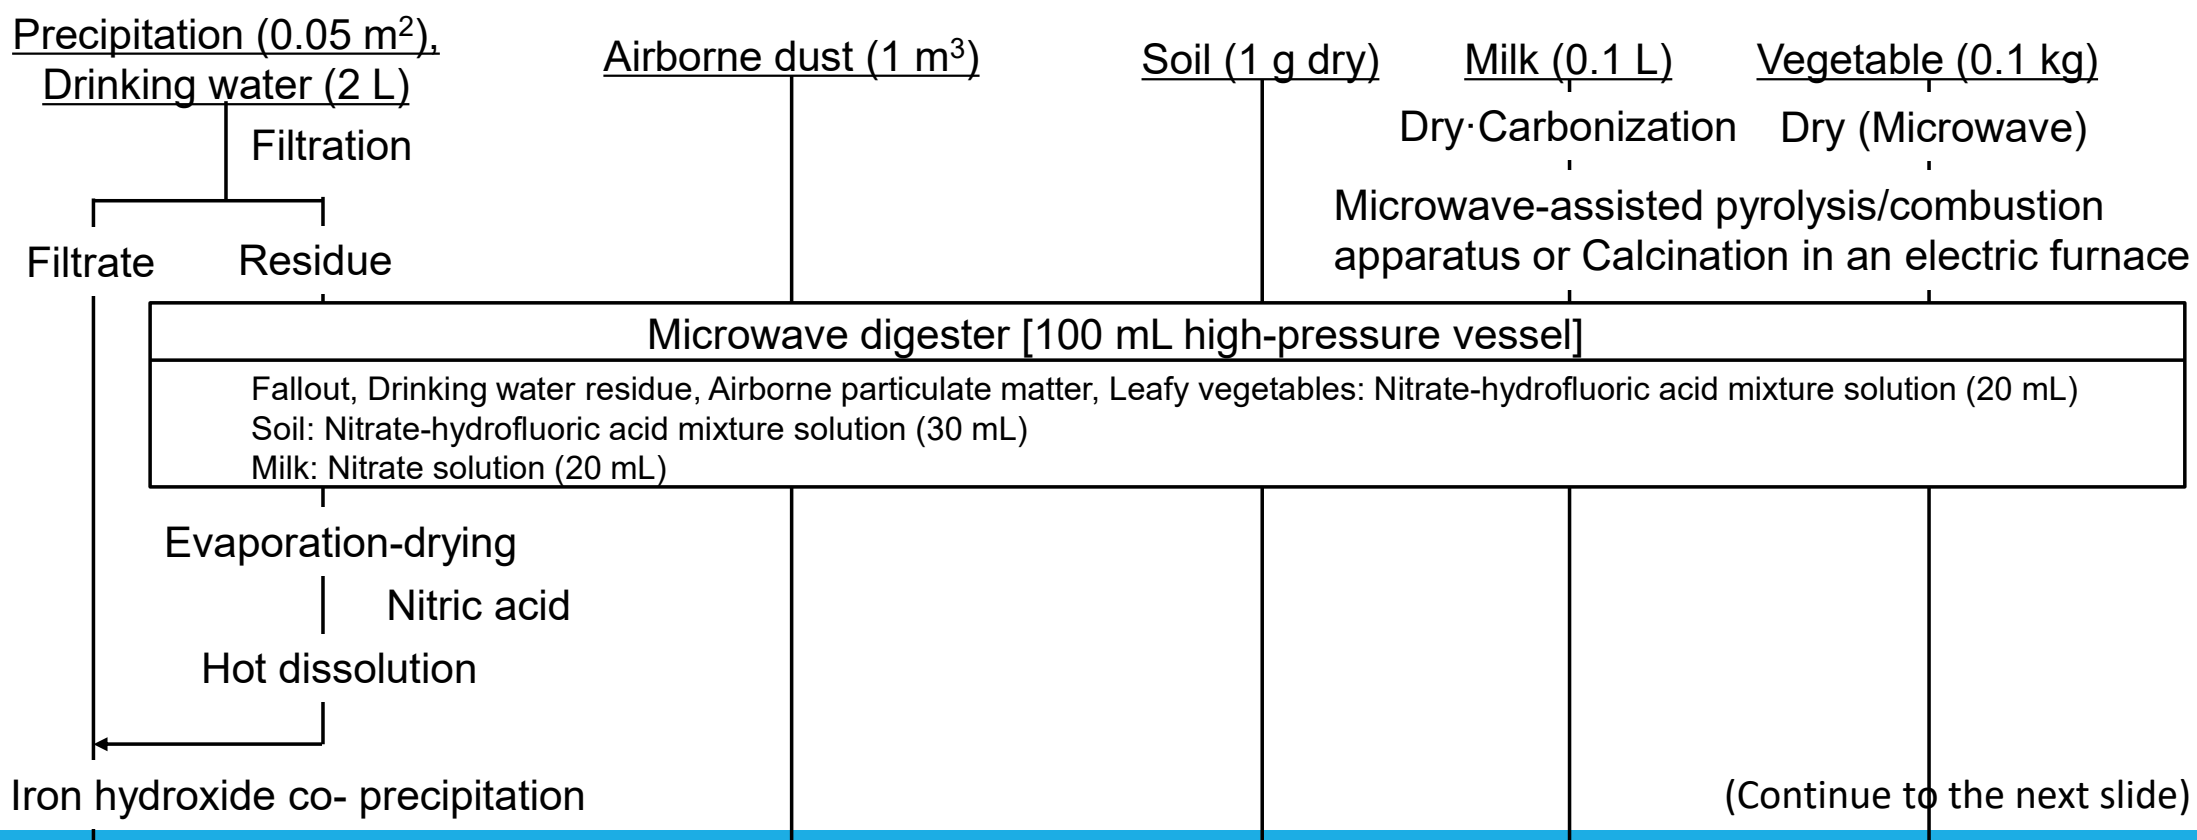 Precipitation (0.05 m²),
Drinking water (2 L)
Airborne dust (1 m³)
Soil (1 g dry)
Milk (0.1 L)
Vegetable (0.1 kg)
Filtration
Dry·Carbonization
Dry (Microwave)
Microwave-assisted pyrolysis/combustion
apparatus or Calcination in an electric furnace
Filtrate
Residue
Microwave digester [100 mL high-pressure vessel]
Fallout, Drinking water residue, Airborne particulate matter, Leafy vegetables: Nitrate-hydrofluoric acid mixture solution (20 mL)
Soil: Nitrate-hydrofluoric acid mixture solution (30 mL)
Milk: Nitrate solution (20 mL)
Evaporation-drying
Nitric acid
Hot dissolution
Iron hydroxide co- precipitation
(Continue to the next slide)